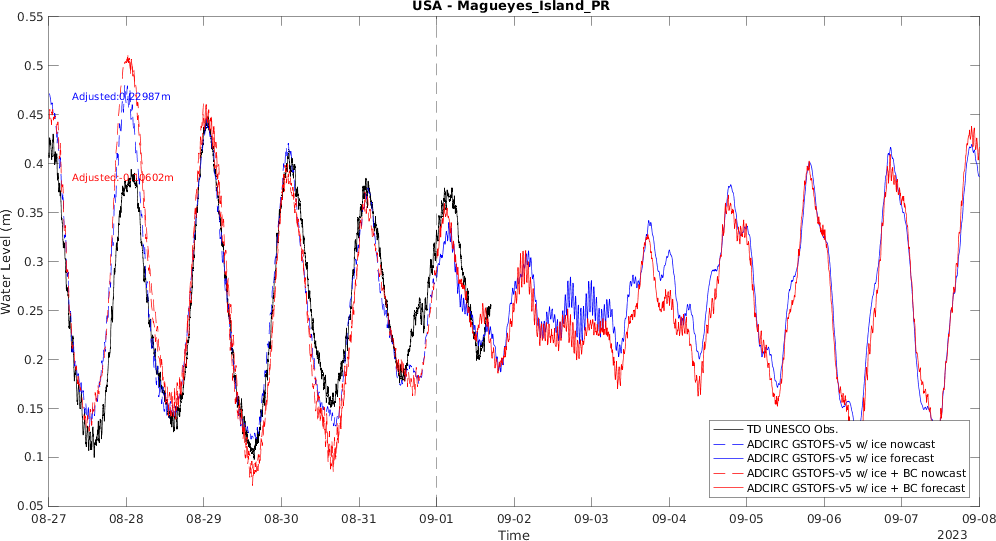 USA - Magueyes_Island_PR
0.55
0.5
0.45
0.4
0.35
0.3
0.25
0.2
0.15
0.1
0.05
Water Level (m)
Adjusted:0.22987m
TD UNESCO Obs.
ADCIRC GSTOFS-v5 w/ ice nowcast
ADCIRC GSTOFS-v5 w/ ice forecast
ADCIRC GSTOFS-v5 w/ ice + BC nowcast
ADCIRC GSTOFS-v5 w/ ice + BC forecast
08-27 08-28 08-29 08-30 08-31 09-01 09-02 09-03 09-04 09-05 09-06 09-07 09-08
Time
2023